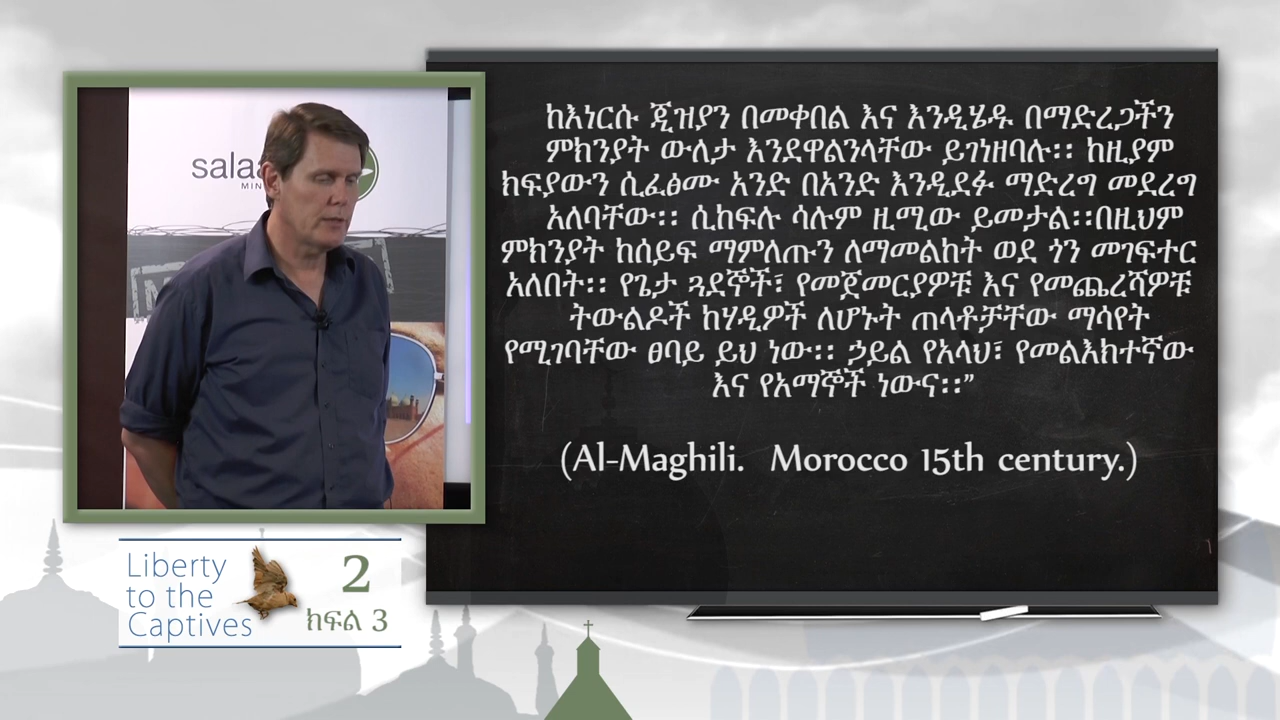 salaa
MIN
ከእነርሱ ጂዝያን በመቀበል እና እንዲሄዱ በማድረጋችን
ምክንያት ውለታ እንደዋልንላቸው ይገነዘባሉ፡፡ ከዚያም
ክፍያውን ሲፈፅሙ አንድ በአንድ እንዲደፉ ማድረግ መደረግ
አለባቸው፡፡ ሲከፍሉ ሳሉም ዚሚው ይመታል፡፡በዚህም
ምክንያት ከሰይፍ ማምለጡን ለማመልከት ወደ ጎን መገፍተር
አለበት፡፡ የጌታ ጓደኞች፣ የመጀመርያዎቹ እና የመጨረሻዎቹ
ትውልዶች ከሃዲዎች ለሆኑት ጠላቶቻቸው ማሳየት
የሚገባቸው ፀባይ ይህ ነው፡፡ ኃይል የአላህ፣ የመልእክተኛው
እና የአማኞች ነውና፡፡”
(Al-Maghili. Morocco 15th century.)
Liberty
to the
Captives
2
ክፍል 3